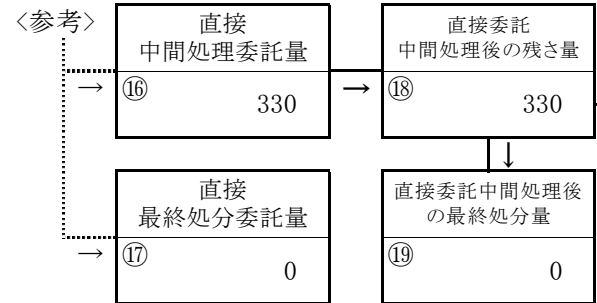 〈参考〉
直接
中間処理委託量
→
⑯
330
→
直接委託
中間処理後の残さ量
⑱
330
↓
直接
最終処分委託量
→
⑰
0
直接委託中間処理後
の最終処分量
⑲
0